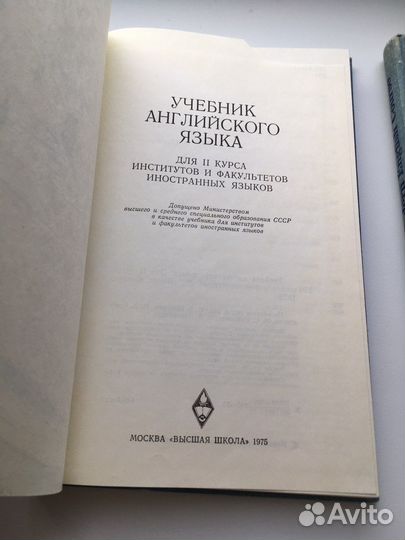 УЧЕБНИК
АНГЛИЙСКОГО
ЯЗЫКА
ДЛЯ II КУРСА
ИНСТИТУТОВ И ФАКУЛЬТЕТОВ
ИНОСТРАННЫХ ЯЗЫКОВ
Допущено Министерством
высшего и среднего специального образования СССР
в качестве учебника для институтов
и факультетов иностранных языков
МОСКВА «ВЫСШАЯ ШКОЛА» 1975
Avito